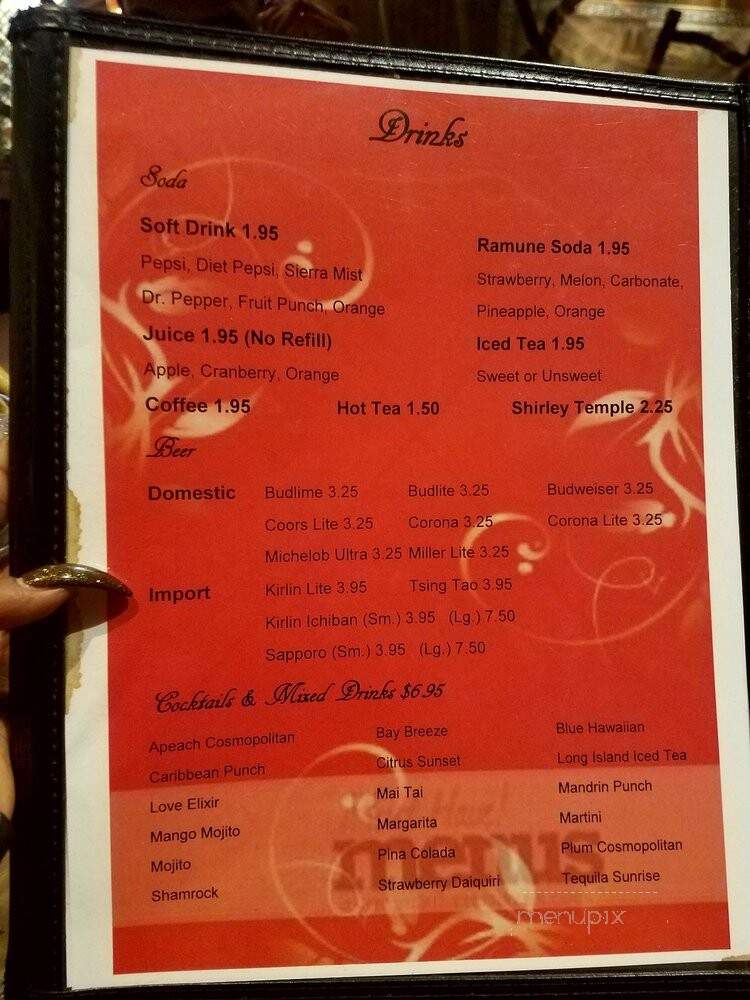 Drinks
Soda
Soft Drink 1.95
Pepsi, Diet Pepsi, Sierra Mist
Dr. Pepper, Fruit Punch, Orange
Ramune Soda 1.95
Strawberry, Melon, Carbonate,
Pineapple, Orange
Juice 1.95 (No Refill)
Apple, Cranberry, Orange
Iced Tea 1.95
Sweet or Unsweet
Coffee 1.95 Hot Tea 1.50 Shirley Temple 2.25
Beer
Domestic Budlime 3.25 Budlite 3.25 Budweiser 3.25
Coors Lite 3.25 Corona 3.25 Corona Lite 3.25
Michelob Ultra 3.25 Miller Lite 3.25
Import Kirlin Lite 3.95 Tsing Tao 3.95
Kirlin Ichiban (Sm.) 3.95 (Lg.) 7.50
Sapporo (Sm.) 3.95 (Lg.) 7.50
Cocktails & Mixed Drinks $6.95
Apeach Cosmopolitan Bay Breeze Blue Hawaiian
Caribbean Punch Citrus Sunset Long Island Iced Tea
Love Elixir Mai Tai Mandrin Punch
Mango Mojito Margarita Martini
Mojito Pina Colada Plum Cosmopolitan
Shamrock Strawberry Daiquiri Tequila Sunrise
menus
menupix